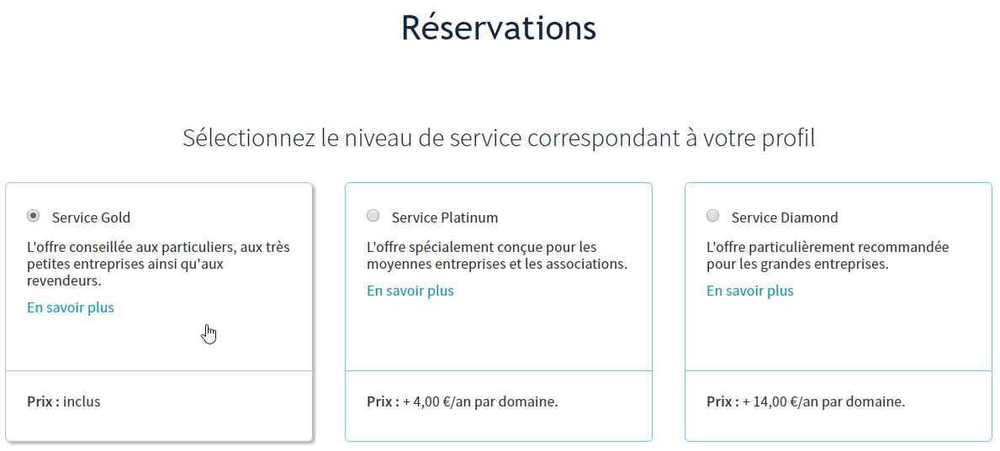 Réservations
Sélectionnez le niveau de service correspondant à votre profil
Service Gold
L'offre conseillée aux particuliers, aux très
petites entreprises ainsi qu'aux
revendeurs.
En savoir plus
Prix : inclus
Service Platinum
L'offre spécialement conçue pour les
moyennes entreprises et les associations.
En savoir plus
Prix : + 4,00 €/an par domaine.
Service Diamond
L'offre particulièrement recommandée
pour les grandes entreprises.
En savoir plus
Prix : + 14,00 €/an par domaine.